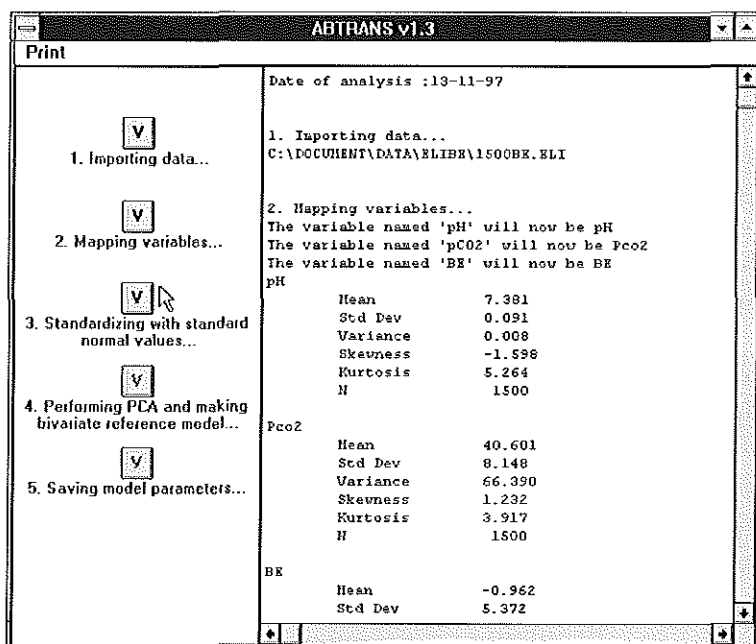 ABTRANS v1.3
Print
V
1. Importing data...
V
2. Mapping variables...
V
3. Standardizing with standard
normal values...
V
4. Performing PCA and making
bivariate reference model...
V
5. Saving model parameters...
Date of analysis :13-11-97
1. Importing data...
C:\DOCUMENT\DATA\ELIBE\1500BE.ELI
2. Mapping variables...
The variable named 'pH' will now be pH
The variable named 'pCO2' will now be Pco2
The variable named 'BE' will now be BE
pH
Mean 7.381
Std Dev 0.091
Variance 0.008
Skewness -1.598
Kurtosis 5.264
N 1500
Pco2
Mean 40.601
Std Dev 8.148
Variance 66.390
Skewness 1.232
Kurtosis 3.917
N 1500
BE
Mean -0.962
Std Dev 5.372